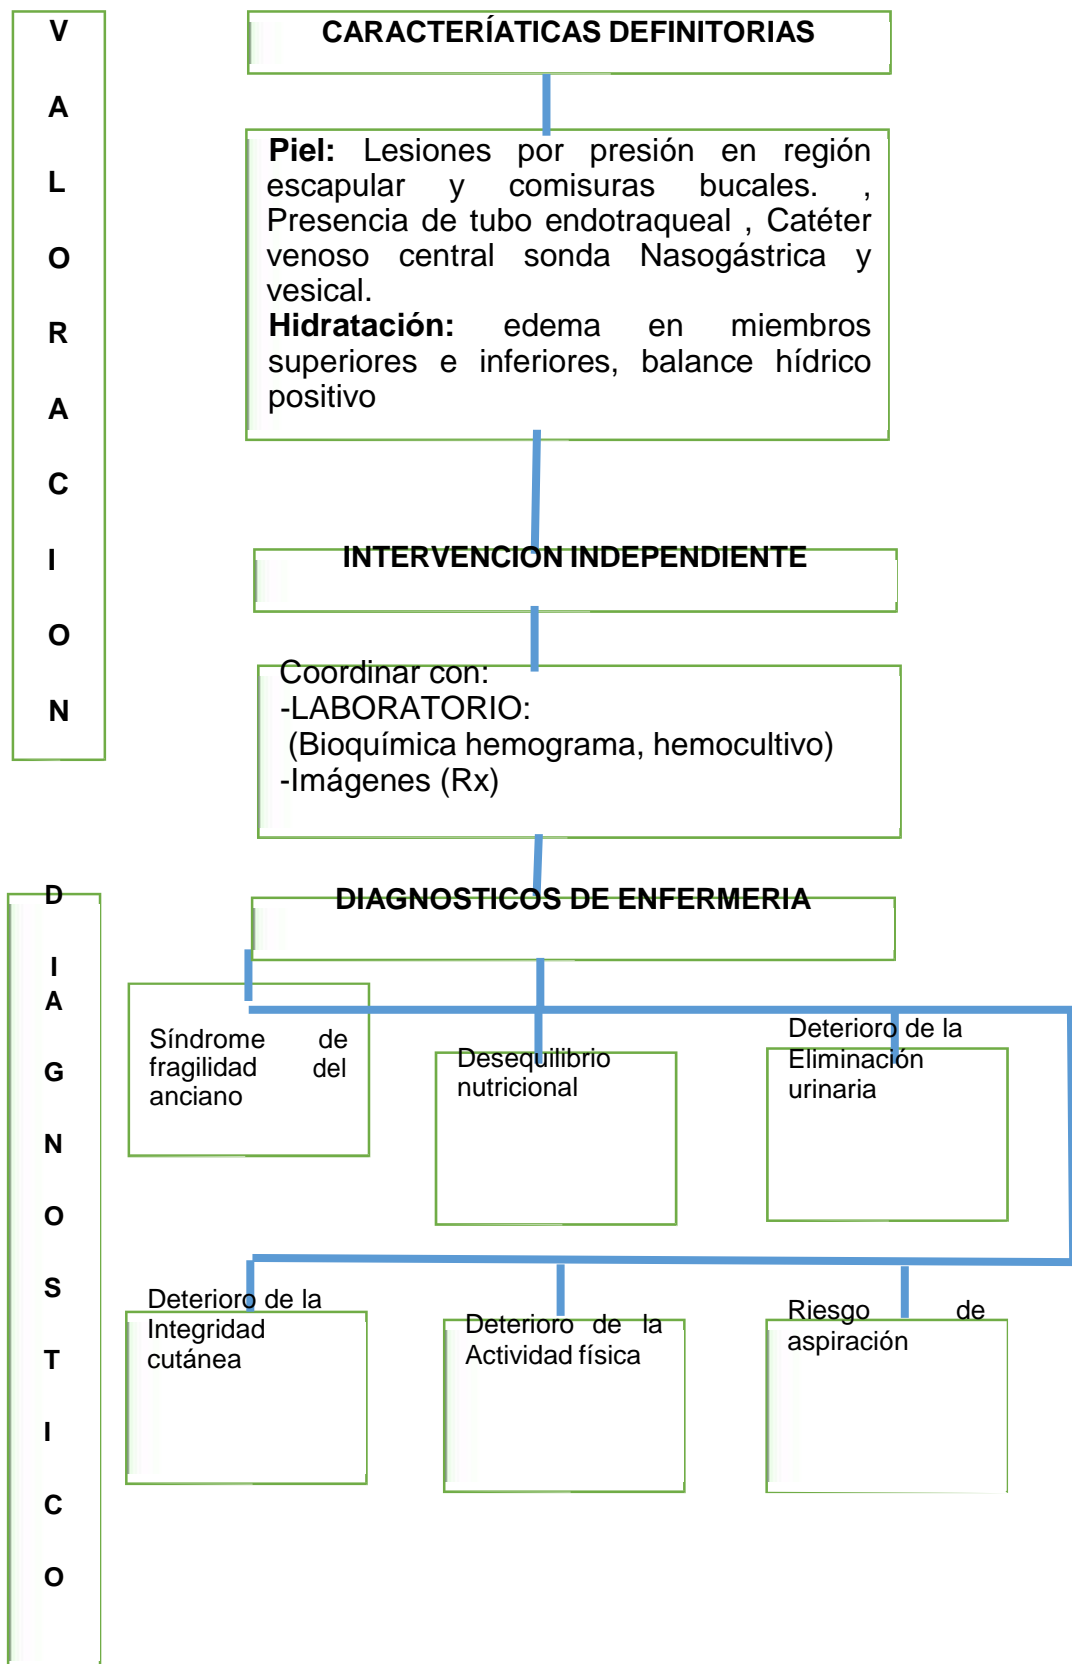 VALORACION
CARACTERÍATICAS DEFINITORIAS
Piel: Lesiones por presión en región
escapular y comisuras bucales. ,
Presencia de tubo endotraqueal , Catéter
venoso central sonda Nasogástrica y
vesical.
Hidratación: edema en miembros
superiores e inferiores, balance hídrico
positivo
INTERVENCION INDEPENDIENTE
Coordinar con:
-LABORATORIO:
(Bioquímica hemograma, hemocultivo)
-Imágenes (Rx)
DIAGNOSTICO
DIAGNOSTICOS DE ENFERMERIA
Síndrome de
fragilidad del
anciano
Desequilibrio
nutricional
Deterioro de la
Eliminación
urinaria
Deterioro de la
Integridad
cutánea
Deterioro de la
Actividad física
Riesgo de
aspiración